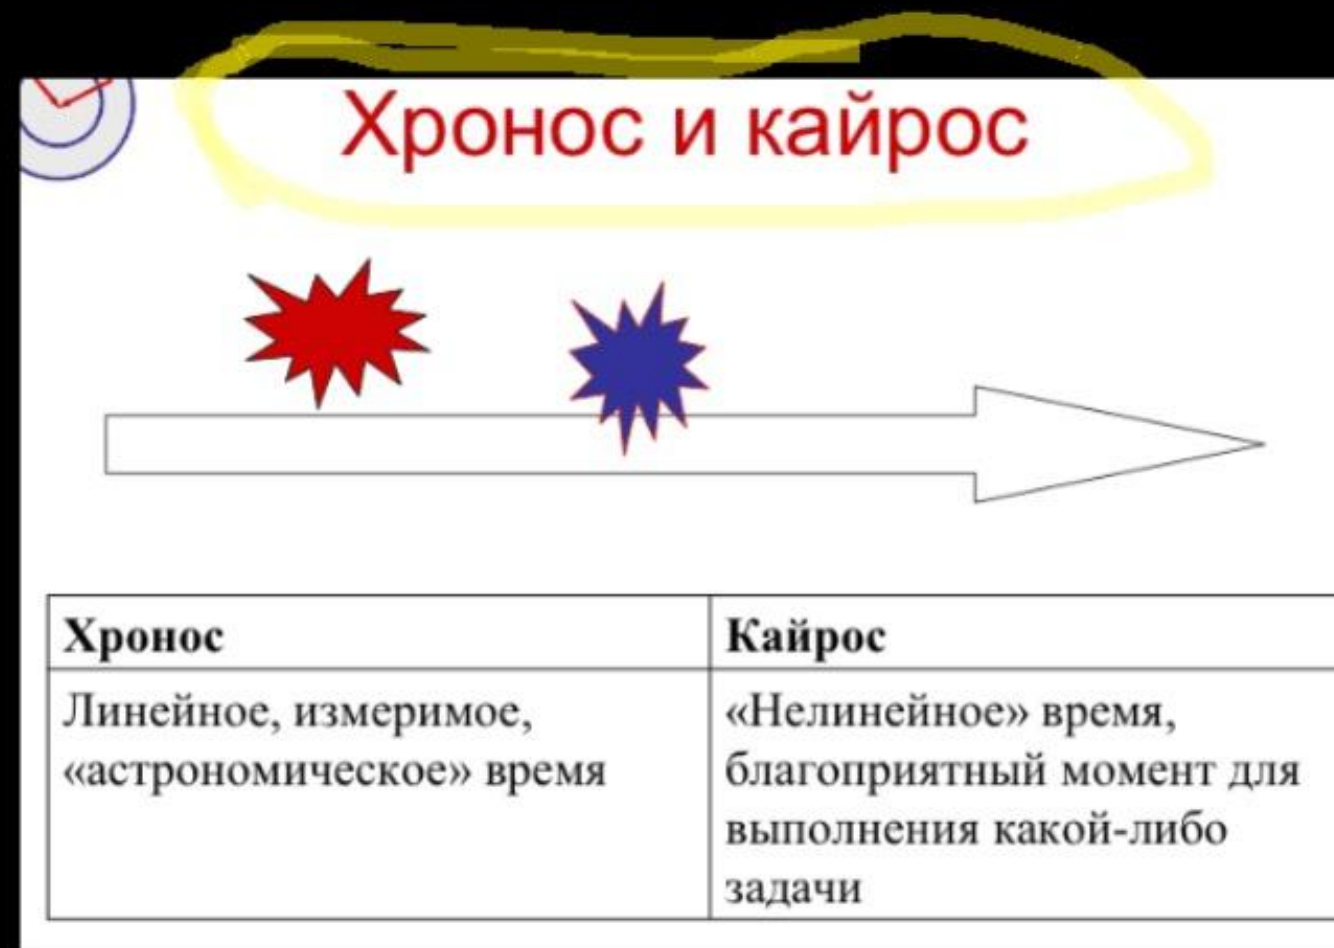 Хронос и кайрос
Хронос
Линейное, измеримое,
«астрономическое» время
Кайрос
«Нелинейное» время,
благоприятный момент для
выполнения какой-либо
задачи